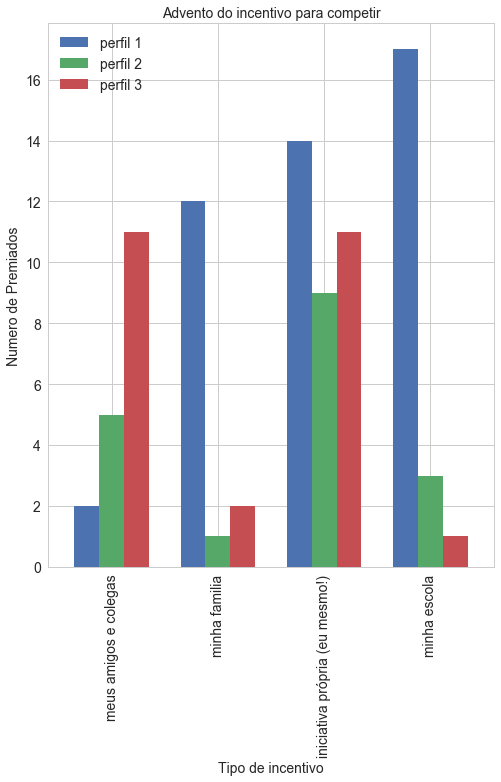 Advento do incentivo para competir
perfil 1
perfil 2
perfil 3
Numero de Premiados
16
14
12
10
8
6
4
2
0
meus amigos e colegas
minha familia
iniciativa própria (eu mesmo!)
minha escola
Tipo de incentivo